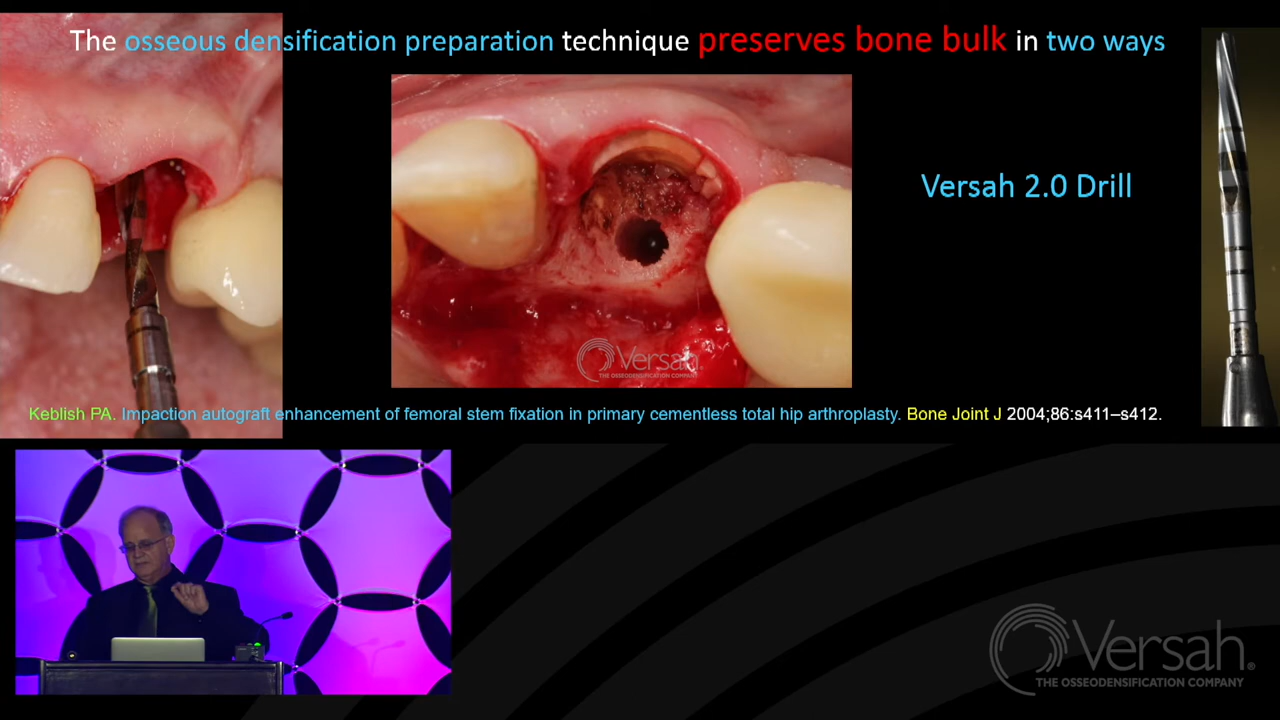 The osseous densification preparation technique preserves bone bulk in two ways
Versah 2.0 Drill
Versah
THE OSSEODENSIFICATION COMPANY
Keblish PA. Impaction autograft enhancement of femoral stem fixation in primary cementless total hip arthroplasty. Bone Joint J 2004;86:s411–s412.
Versah®
THE OSSEODENSIFICATION COMPANY